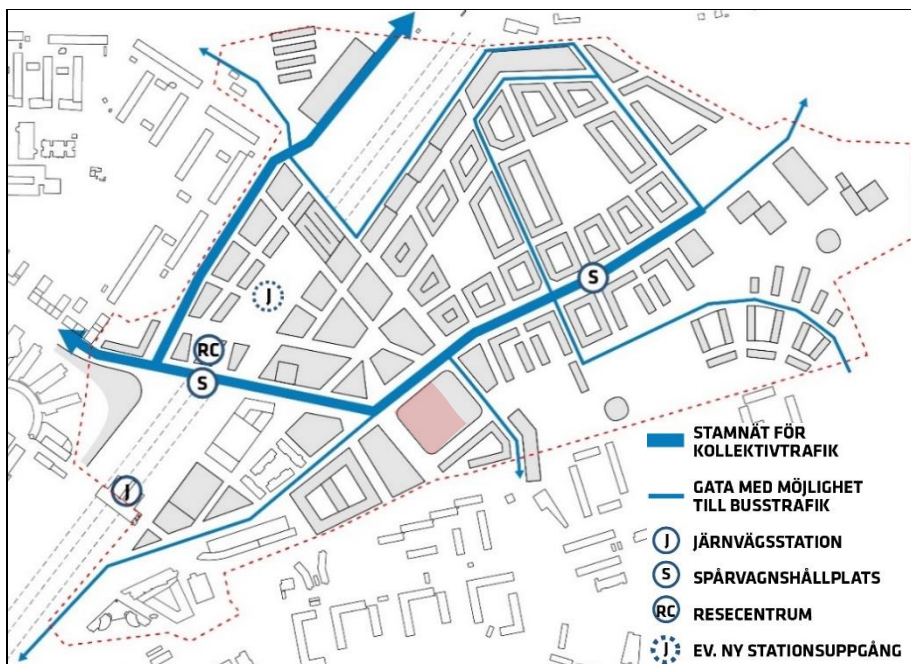 J
RC
S
S
J
STAMNÄT FÖR
KOLLEKTIVTRAFIK
GATA MED MÖJLIGHET
TILL BUSSTRAFIK
J JÄRNVÄGSSTATION
S SPÅRVAGNSHÅLLPLATS
RC RESECENTRUM
J EV. NY STATIONSUPPGÅNG